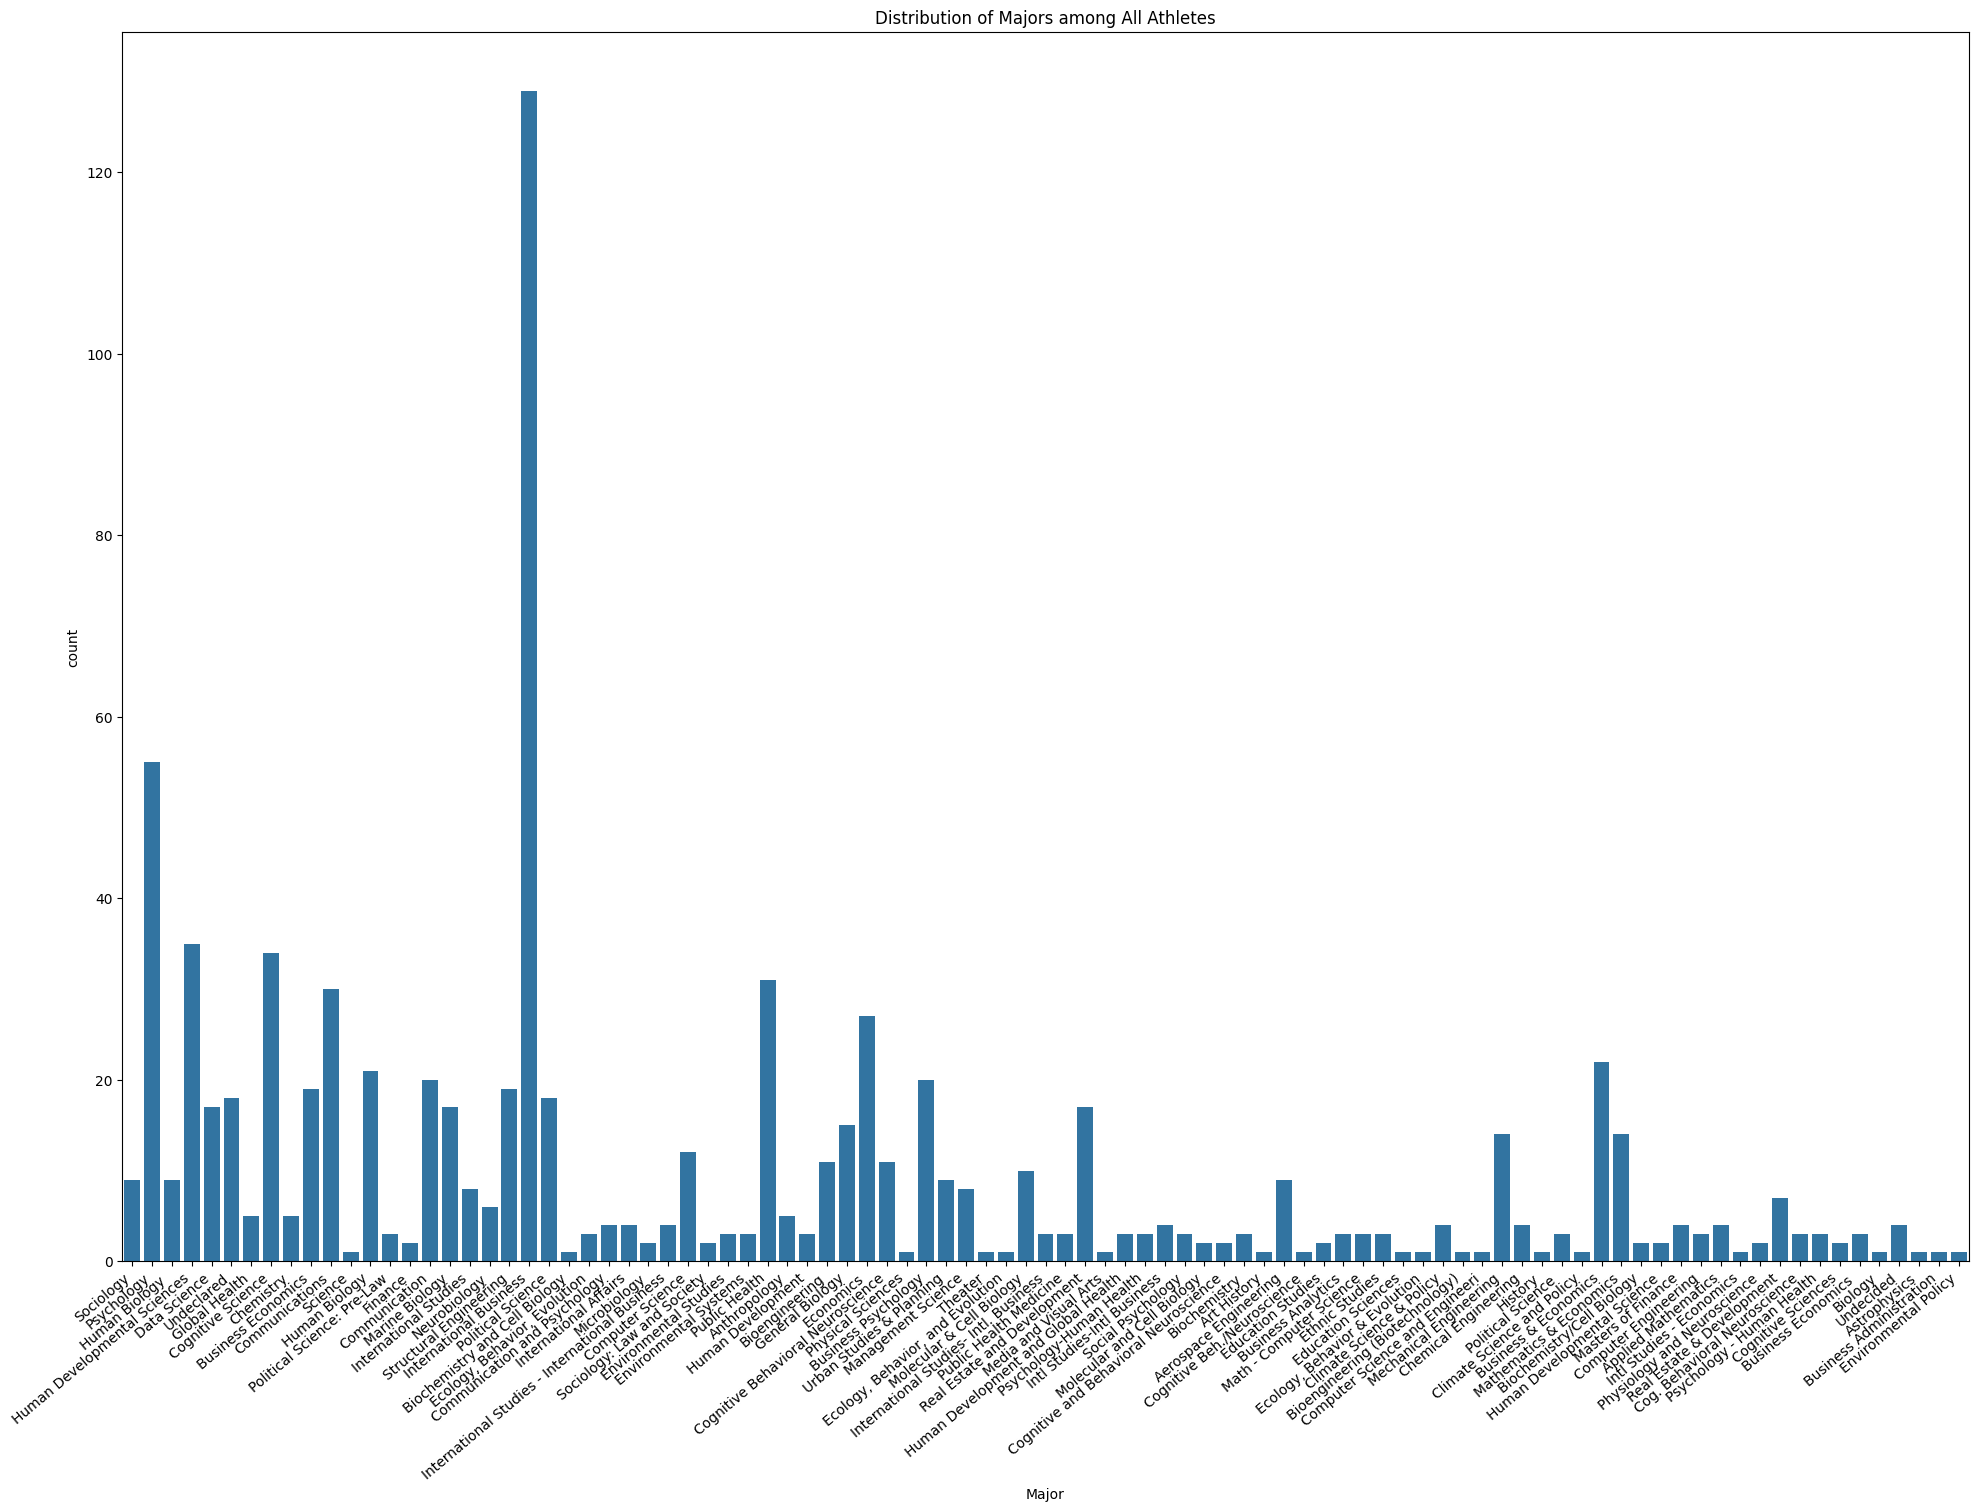 Distribution of Majors among All Athletes
count
120
100
80
60
40
20
0
Sociology
Psychology
Human Biology
Human Developmental Sciences
Data Science
Undeclared
Global Health
Cognitive Science
Chemistry
Business Economics
Communications
Science
Human Biology
Political Science: Pre-Law
Finance
Communication
Marine Biology
International Studies
Neurobiology
Structural Engineering
International Business
Political Science
Biochemistry and Cell Biology
Ecology, Behavior, Evolution
Communication and Psychology
International Affairs
Microbiology
International Studies - International Business
Computer Science
Sociology: Law and Society
Environmental Studies
Environmental Systems
Public Health
Anthropology
Human Development
Bioengineering
General Biology
Economics
Cognitive Behavioral Neuroscience
Physical Sciences
Business, Psychology
Urban Studies & Planning
Management Science
Theater
Ecology, Behavior, and Evolution
Molecular & Cell Biology
International Studies- Intl. Business
Public Health Medicine
Real Estate and Development
Media and Visual Arts
Human Development and Global Health
Psychology-Human Health
Intl. Studies-Intl Business
Social Psychology
Molecular and Cell Biology
Cognitive and Behavioral Neuroscience
Biochemistry
Art History
Aerospace Engineering
Cognitive Beh./Neuroscience
Education Studies
Business Analytics
Math - Computer Science
Ethnic Studies
Education Sciences
Ecology, Behavior & Evolution
Climate Science & Policy
Bioengineering (Biotechnology)
Computer Science and Engineeri
Mechanical Engineering
Chemical Engineering
History
Political Science
Climate Science and Policy
Business & Economics
Mathematics & Economics
Biochemistry/Cell Biology
Human Developmental Science
Masters of Finance
Computer Engineering
Applied Mathematics
Intl Studies - Economics
Physiology and Neuroscience
Real Estate & Development
Cog. Behavioral Neuroscience
Psychology - Human Health
Cognitive Sciences
Business Economics
Biology
Undecided
Astrophysics
Business Administration
Environmental Policy
Major